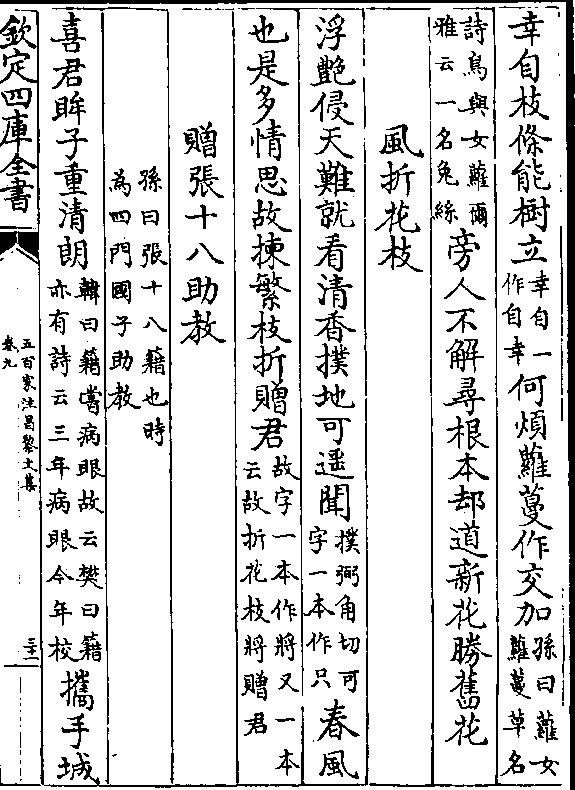 幸自枝條能樹立幸自一作自幸何煩蘿蔓作交加孫曰蘿女蘿蔓草名
詩鳥與女蘿爾雅云一名兔絲旁人不解尋根本却道新花勝舊花
風折花枝
浮艷侵天難就看清香撲地可遥聞撲弼角切可字一本作只春風
也是多情思故揀繁枝折贈君故字一本作將又一本云故折花枝將贈君
贈張十八助教
孫曰張十八籍也時為四門國子助教
喜君眸子重清朗韓曰籍嘗病眼故云樊曰籍亦有詩云三年病眼今年校攜手城
欽定四庫全書
五百家注昌黎文集
卷九
三十二